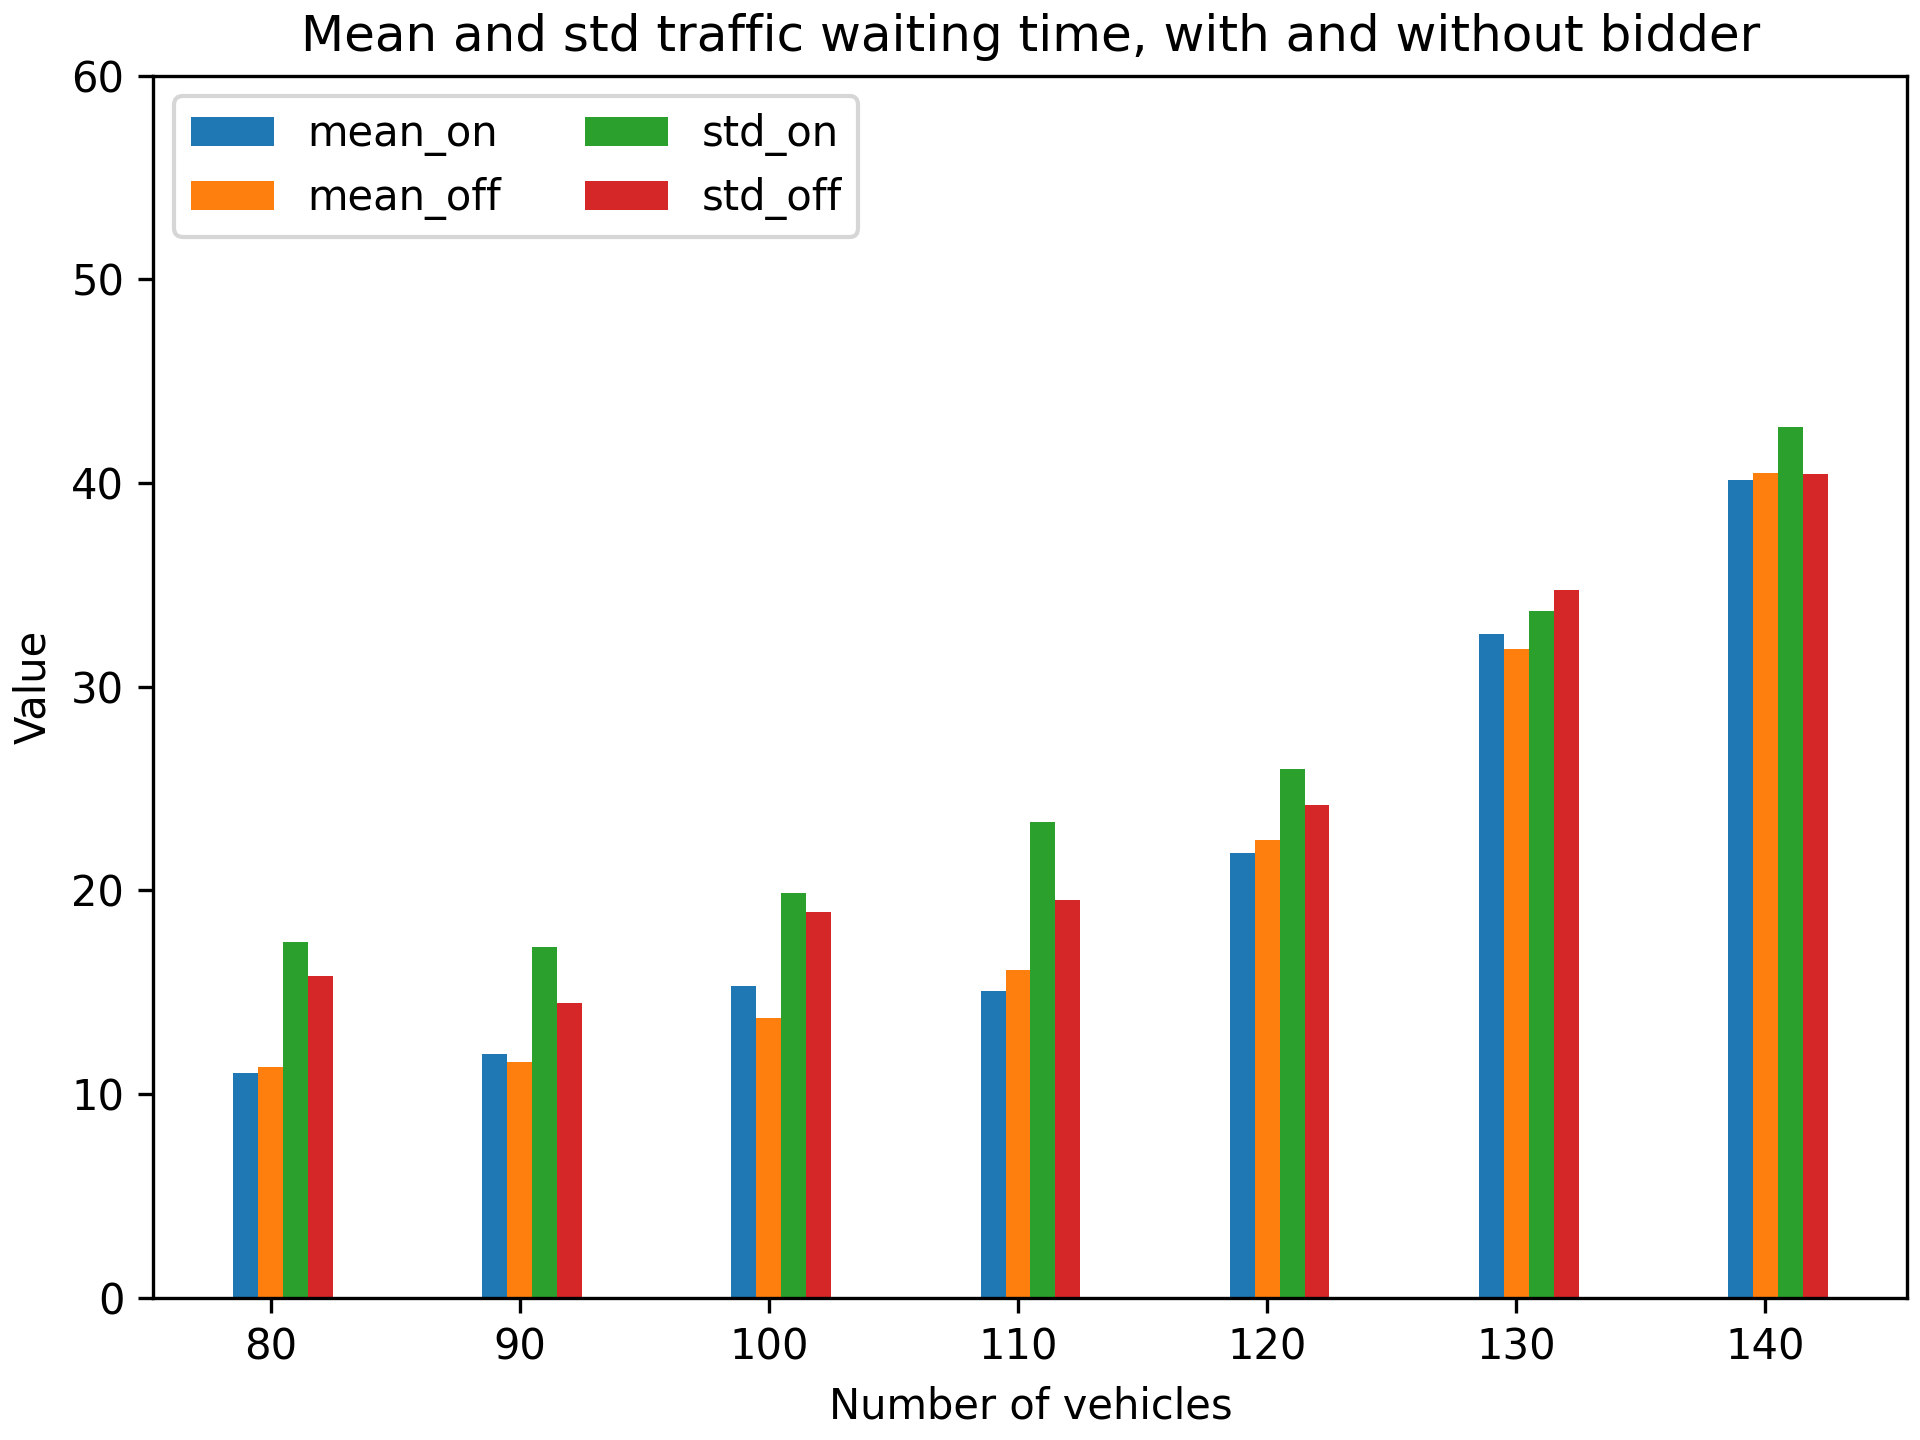 Mean and std traffic waiting time, with and without bidder
60
50
40
30
20
10
0
Value
mean_on
mean_off
std_on
std_off
80 90 100 110 120 130 140
Number of vehicles